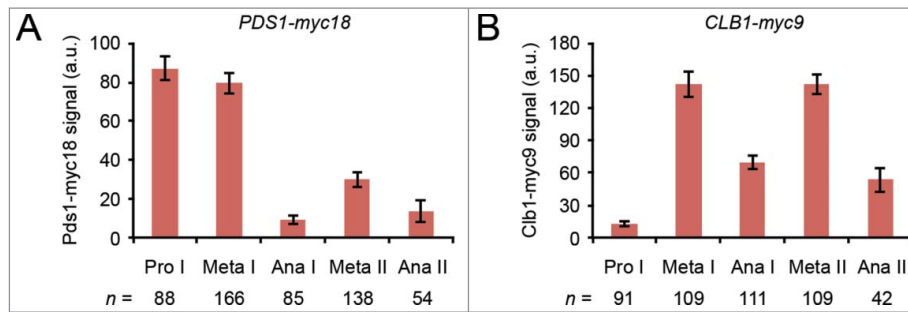 A
PDS1-myc18
Pds1-myc18 signal (a.u.)
100
80
60
40
20
0
Pro I Meta I Ana I Meta II Ana II
n = 88 166 85 138 54
B
CLB1-myc9
Clb1-myc9 signal (a.u.)
180
150
120
90
60
30
0
Pro I Meta I Ana I Meta II Ana II
n = 91 109 111 109 42